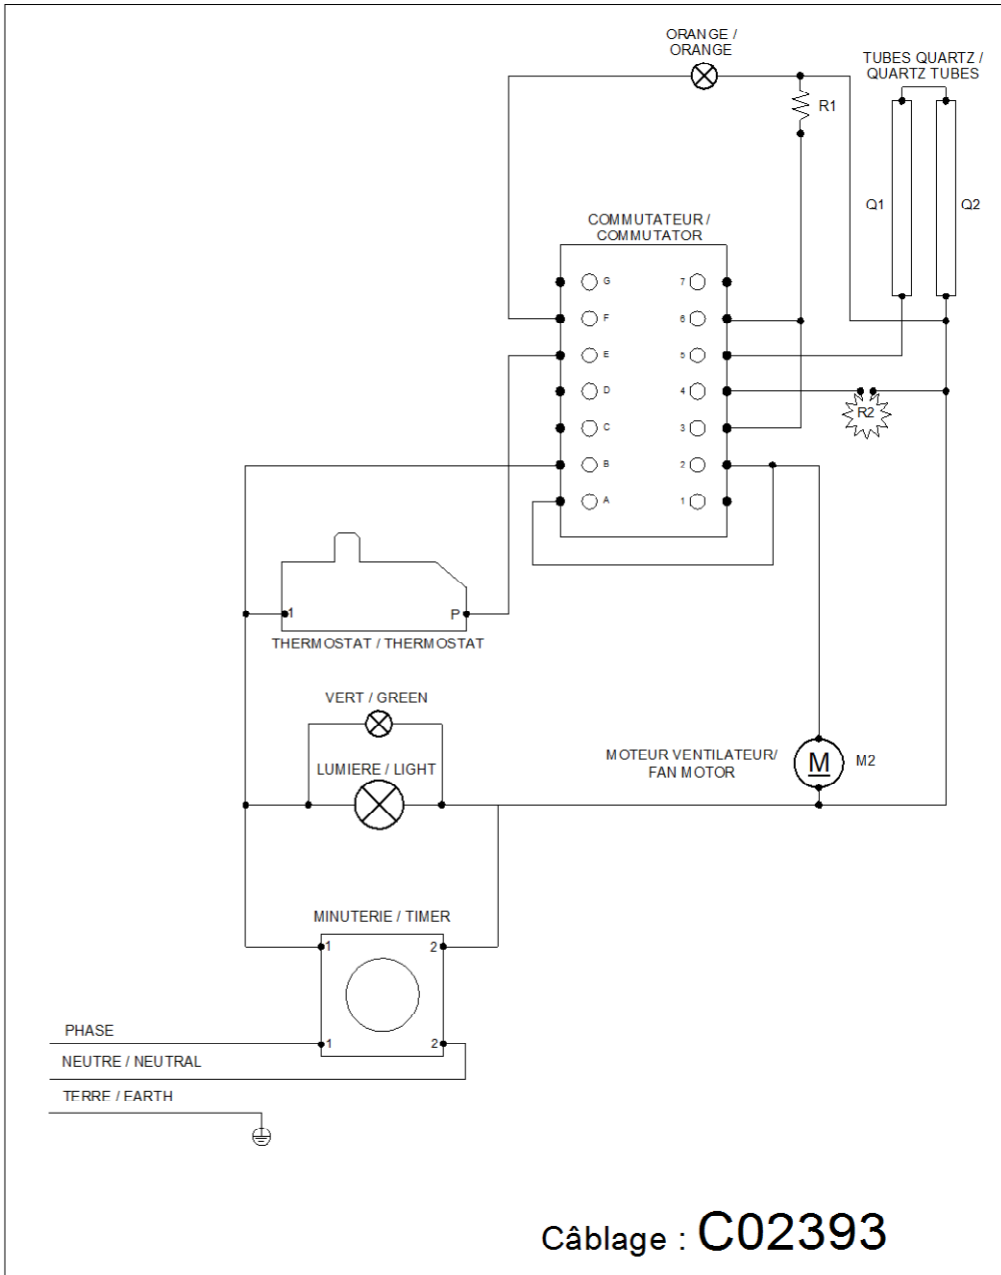 ORANGE /
ORANGE
TUBES QUARTZ /
QUARTZ TUBES
R1
Q1
Q2
COMMUTATEUR /
COMMUTATOR
G 7
F 6
E 5
D 4
C 3
B 2
A 1
R2
1 P
THERMOSTAT / THERMOSTAT
VERT / GREEN
LUMIERE / LIGHT
MOTEUR VENTILATEUR/
FAN MOTOR
M
M2
MINUTERIE / TIMER
1 2
1 2
PHASE
NEUTRE / NEUTRAL
TERRE / EARTH
Câblage : C02393